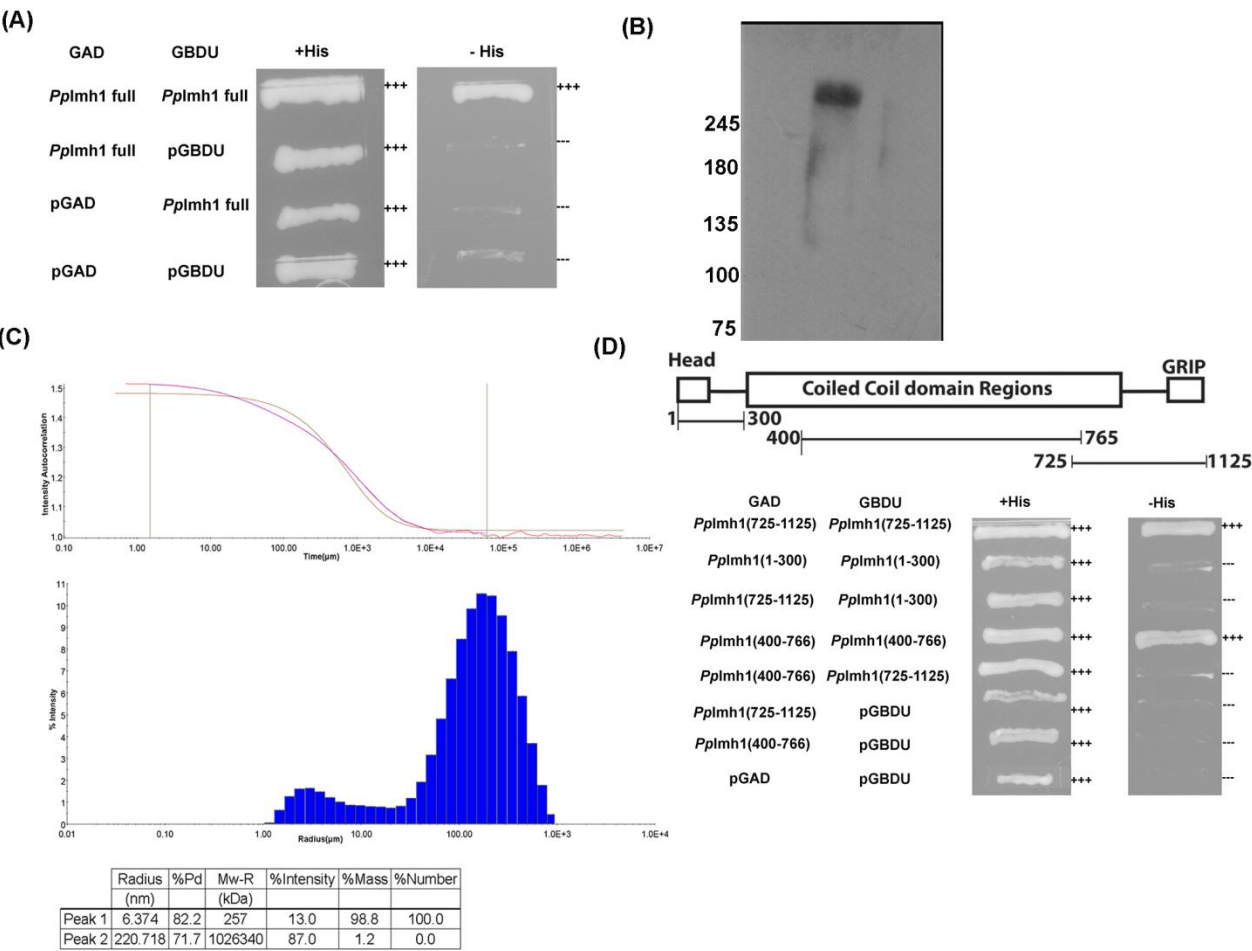 (A)
GAD GBDU +His - His
PpImh1 full PpImh1 full +++ +++
PpImh1 full pGBDU +++ ---
pGAD PpImh1 full +++ ---
pGAD pGBDU +++ ---
(B)
245
180
135
100
75
(C)
Intensity Autocorrelation
1.5
1.4
1.3
1.2
1.1
1.0
0.10 1.00 10.00 100.00 1.0E+3 1.0E+4 1.0E+5 1.0E+6 1.0E+7
Time(µm)
% Intensity
11
10
9
8
7
6
5
4
3
2
1
0
0.01 0.10 1.00 10.00 100.00 1.0E+3 1.0E+4
Radius(µm)
Radius %Pd Mw-R %Intensity %Mass %Number
(nm) (kDa)
Peak 1 6.374 82.2 257 13.0 98.8 100.0
Peak 2 220.718 71.7 1026340 87.0 1.2 0.0
(D)
Head GRIP
Coiled Coil domain Regions
1 300
400 765
725 1125
GAD GBDU +His -His
PpImh1(725-1125) PpImh1(725-1125) +++ +++
PpImh1(1-300) PpImh1(1-300) +++ ---
PpImh1(725-1125) PpImh1(1-300) +++ ---
PpImh1(400-766) PpImh1(400-766) +++ +++
PpImh1(400-766) PpImh1(725-1125) +++ ---
PpImh1(725-1125) pGBDU +++ ---
PpImh1(400-766) pGBDU +++ ---
pGAD pGBDU +++ ---